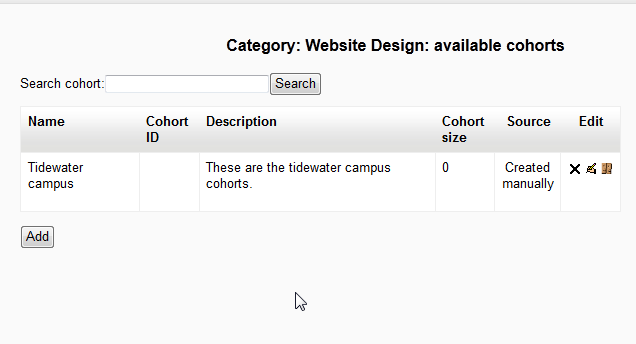 Category: Website Design: available cohorts
Search cohort: Search
Name Cohort ID Description Cohort size Source Edit
Tidewater campus These are the tidewater campus cohorts. 0 Created manually
Add